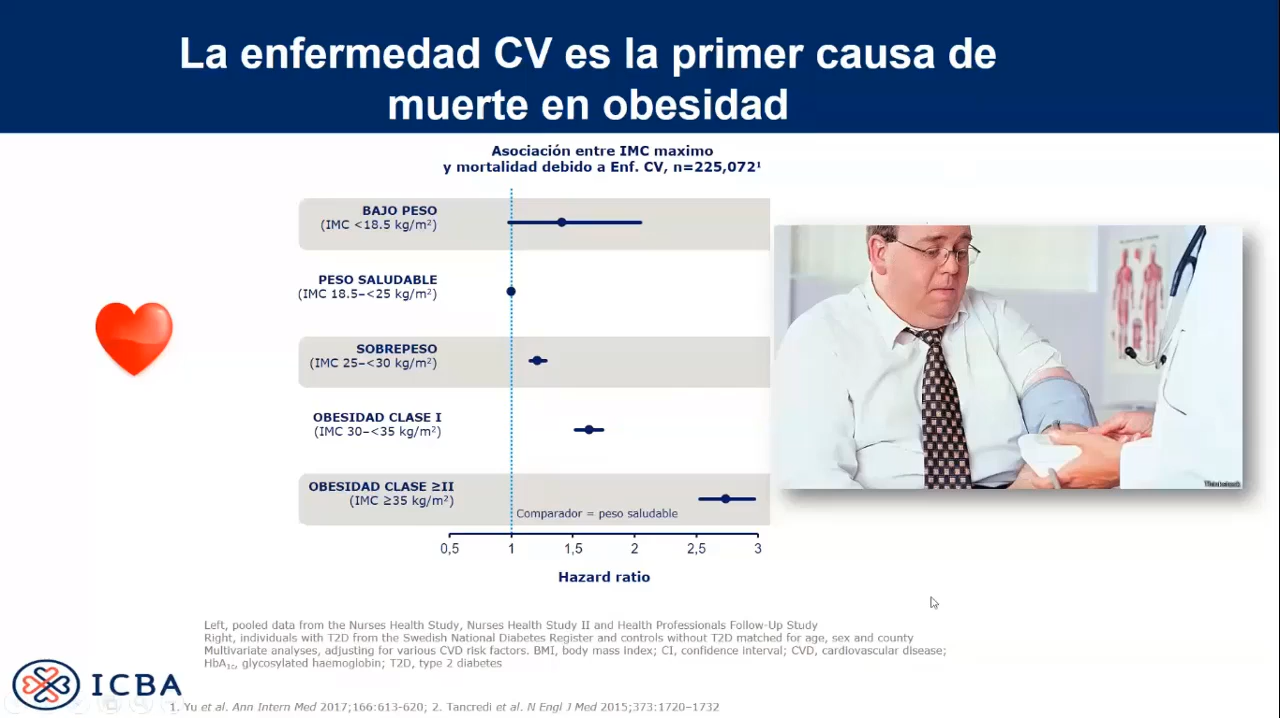 La enfermedad CV es la primer causa de
muerte en obesidad
Asociación entre IMC maximo
y mortalidad debido a Enf. CV, n=225,072¹
BAJO PESO
(IMC <18.5 kg/m²)
PESO SALUDABLE
(IMC 18.5–<25 kg/m²)
SOBREPESO
(IMC 25–<30 kg/m²)
OBESIDAD CLASE I
(IMC 30–<35 kg/m²)
OBESIDAD CLASE ≥II
(IMC ≥35 kg/m²)
Comparador = peso saludable
0,5 1 1,5 2 2,5 3
Hazard ratio
Thinkstock
Left, pooled data from the Nurses Health Study, Nurses Health Study II and Health Professionals Follow-Up Study
Right, individuals with T2D from the Swedish National Diabetes Register and controls without T2D matched for age, sex and county
Multivariate analyses, adjusting for various CVD risk factors. BMI, body mass index; CI, confidence interval; CVD, cardiovascular disease;
HbA₁c, glycosylated haemoglobin; T2D, type 2 diabetes
ICBA
1. Yu et al. Ann Intern Med 2017;166:613-620; 2. Tancredi et al. N Engl J Med 2015;373:1720–1732